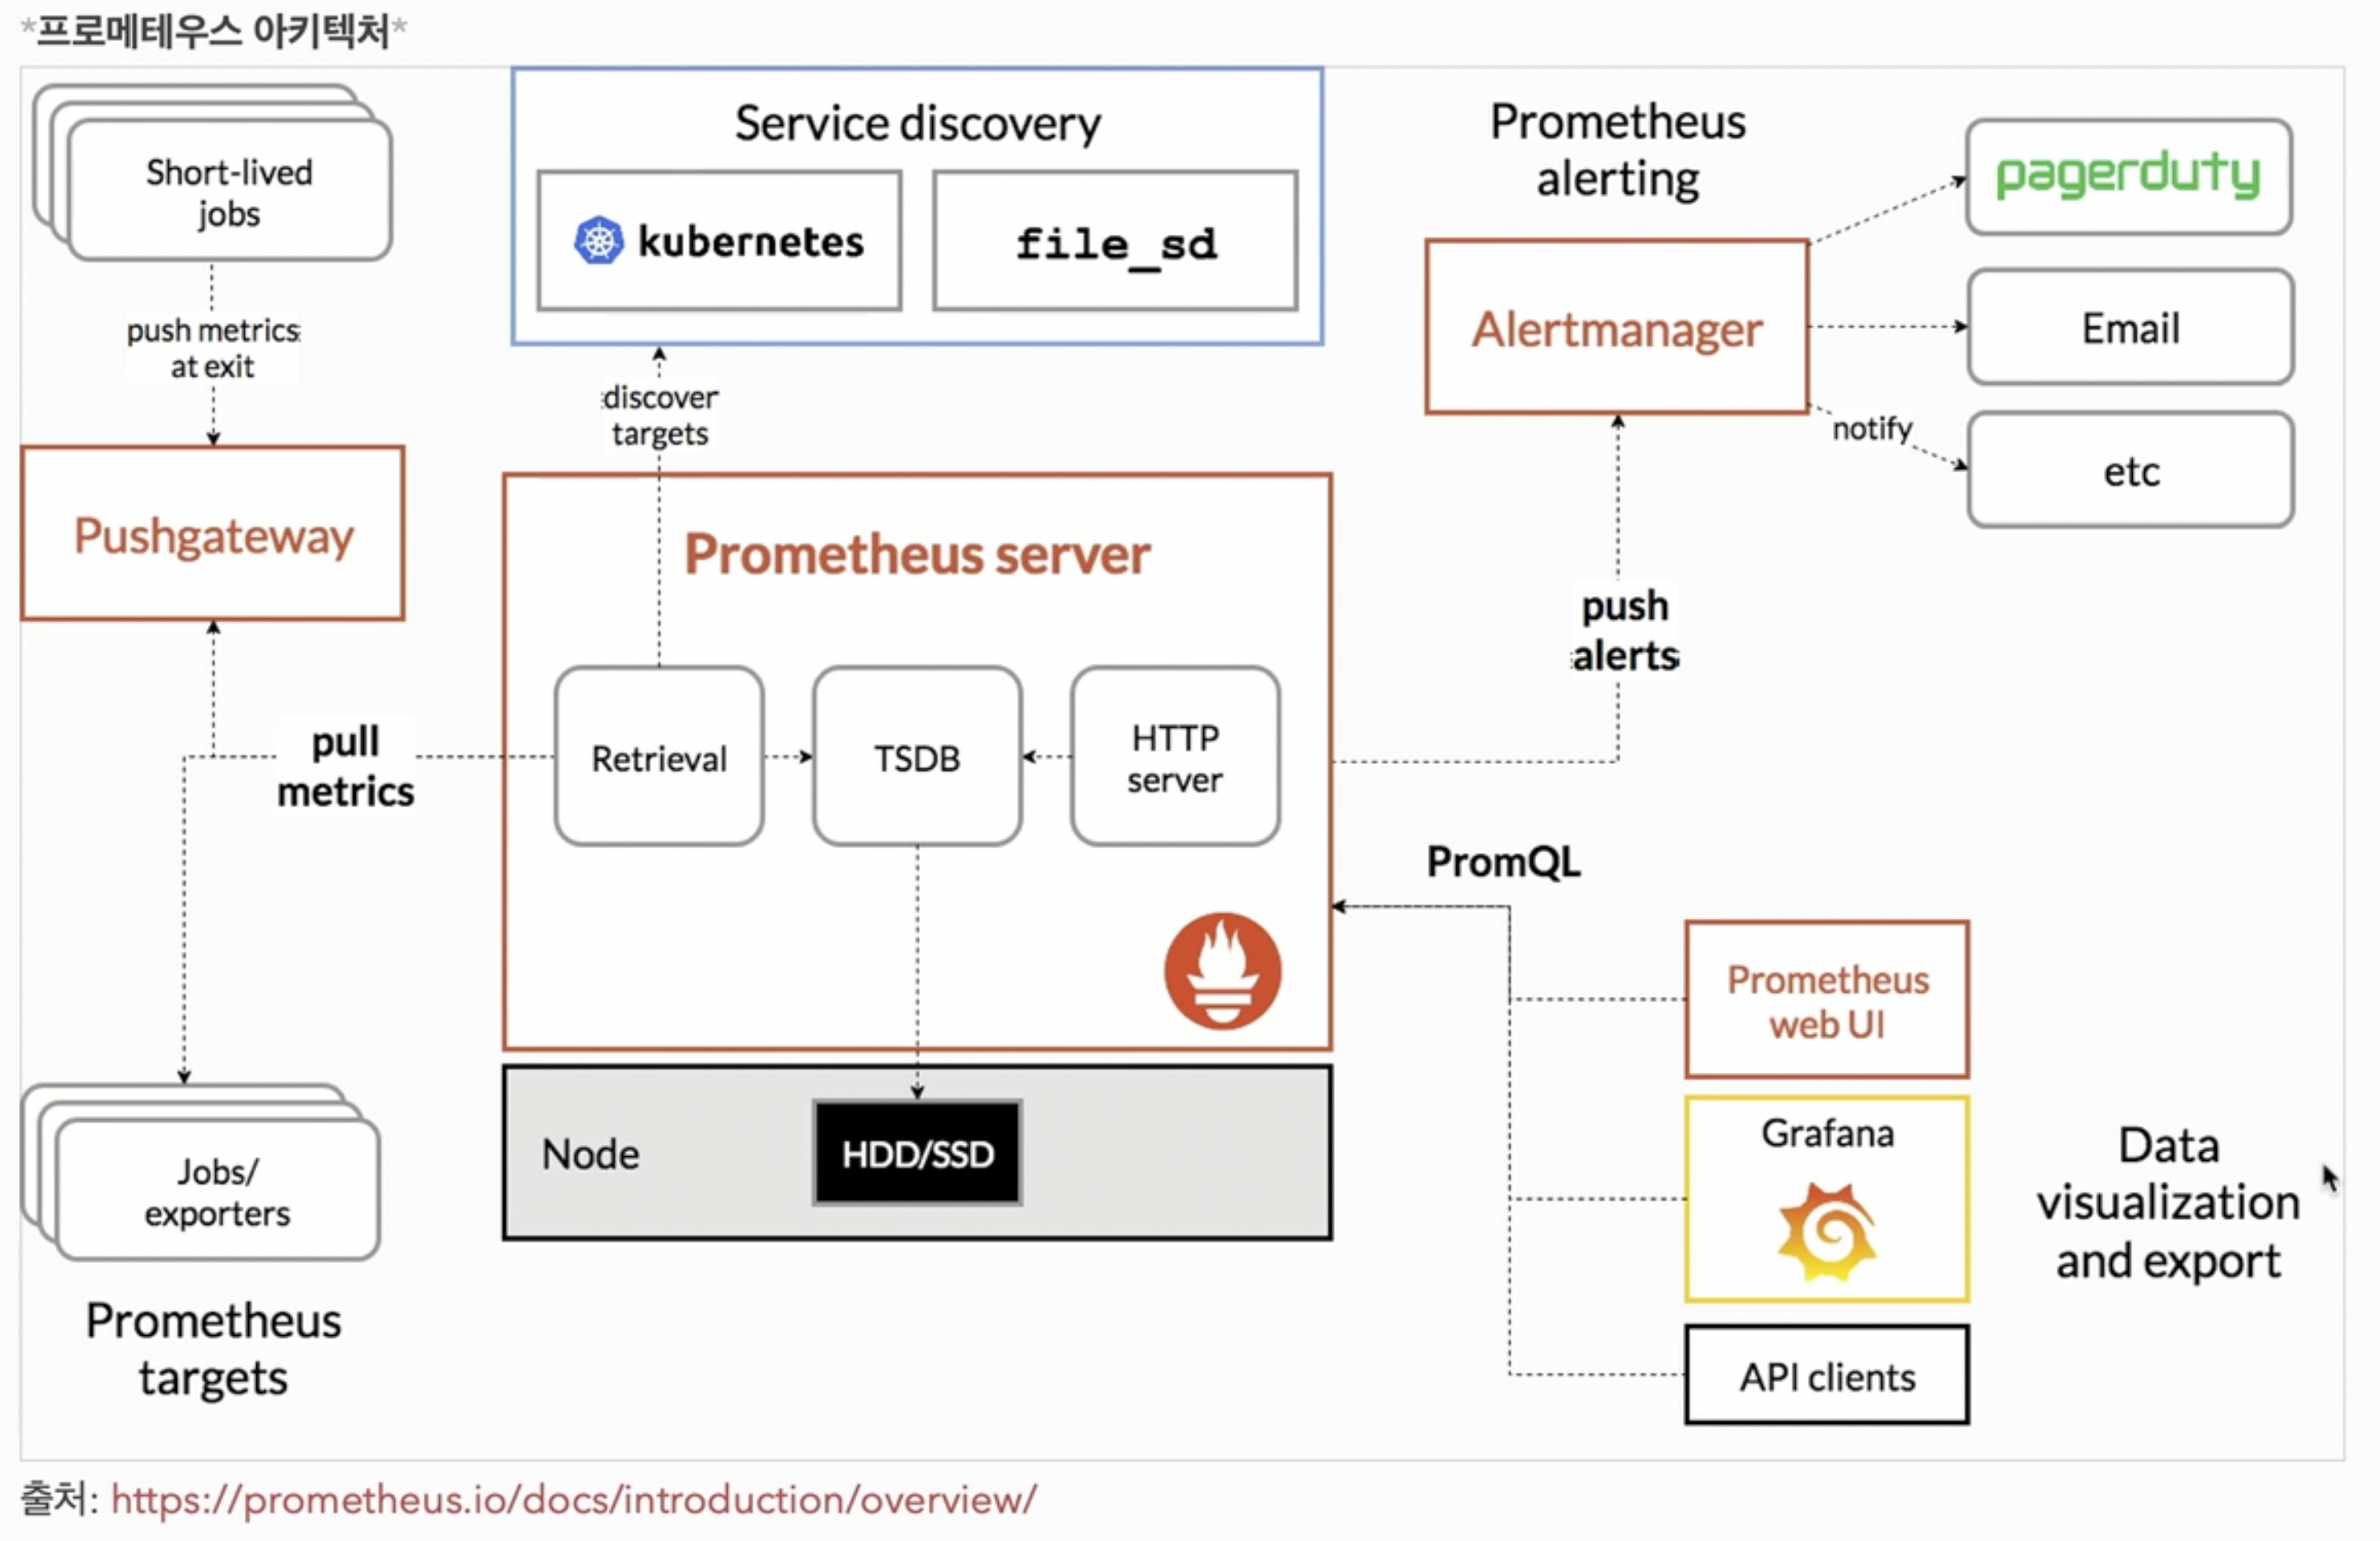 *프로메테우스 아키텍처*
Short-lived
jobs
push metrics
at exit
Pushgateway
pull
metrics
Jobs/
exporters
Prometheus
targets
Service discovery
kubernetes
file_sd
discover
targets
Prometheus server
Retrieval
TSDB
HTTP
server
Node
HDD/SSD
Prometheus
alerting
Alertmanager
pagerduty
Email
notify
etc
push
alerts
PromQL
Prometheus
web UI
Grafana
API clients
Data
visualization
and export
출처: https://prometheus.io/docs/introduction/overview/